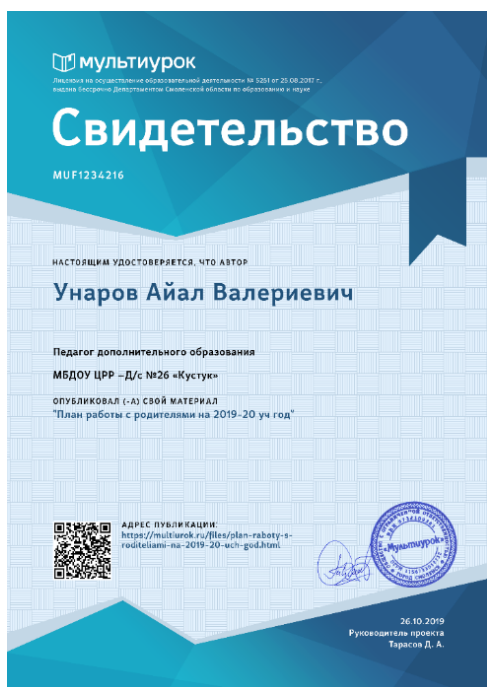 мультиурок
Лицензия на осуществление образовательной деятельности № 5251 от 25.08.2017 г.,
выдана бессрочно Департаментом Смоленской области по образованию и науке
Свидетельство
MUF1234216
НАСТОЯЩИМ УДОСТОВЕРЯЕТСЯ, ЧТО АВТОР
Унаров Айал Валериевич
Педагог дополнительного образования
МБДОУ ЦРР –Д/с №26 «Кустук»
ОПУБЛИКОВАЛ (-А) СВОЙ МАТЕРИАЛ
"План работы с родителями на 2019-20 уч год"
АДРЕС ПУБЛИКАЦИИ:
https://multiurok.ru/files/plan-raboty-s-
roditeliami-na-2019-20-uch-god.html
«Мультиурок»
26.10.2019
Руководитель проекта
Тарасов Д. А.